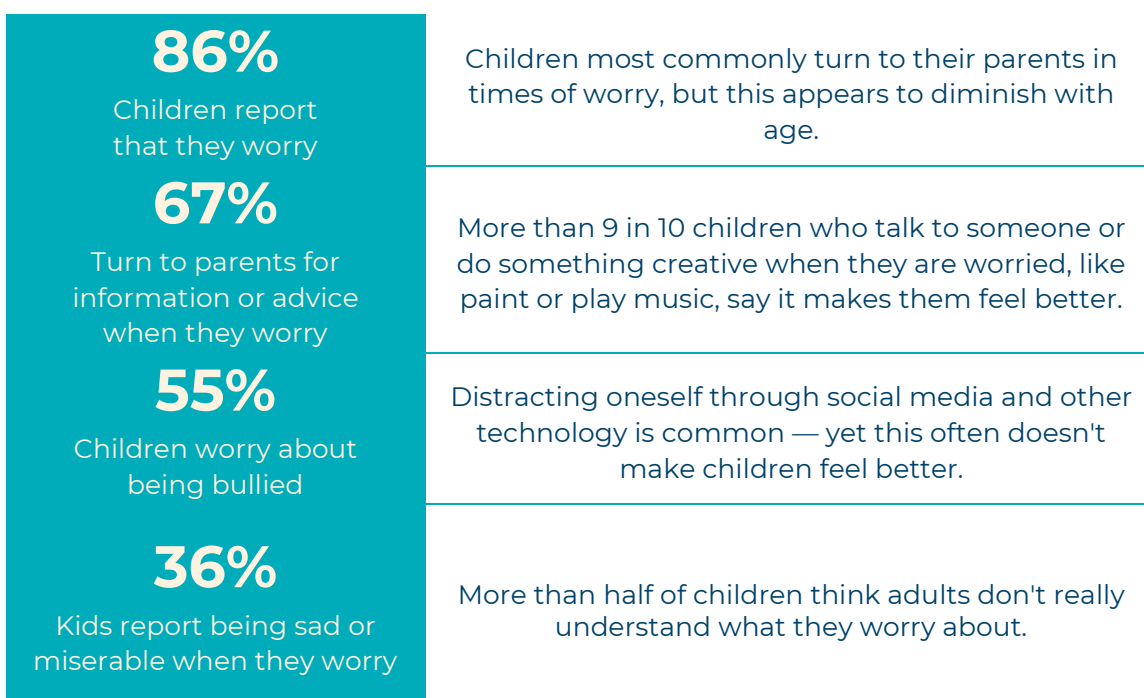 86%
Children report
that they worry
Children most commonly turn to their parents in
times of worry, but this appears to diminish with
age.
67%
Turn to parents for
information or advice
when they worry
More than 9 in 10 children who talk to someone or
do something creative when they are worried, like
paint or play music, say it makes them feel better.
55%
Children worry about
being bullied
Distracting oneself through social media and other
technology is common — yet this often doesn't
make children feel better.
36%
Kids report being sad or
miserable when they worry
More than half of children think adults don't really
understand what they worry about.